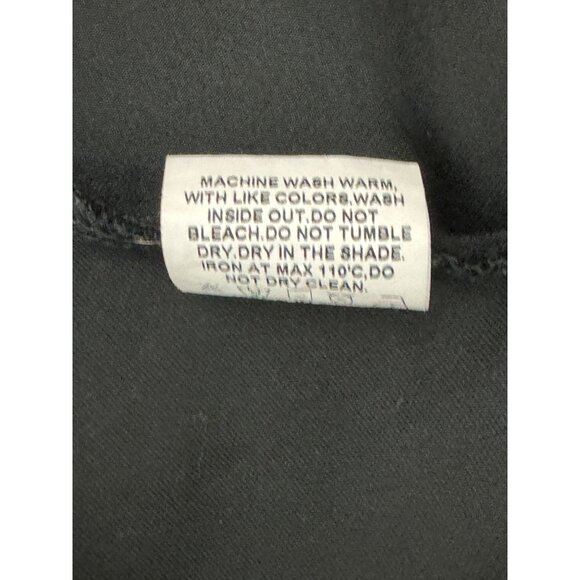 MACHINE WASH WARM,
WITH LIKE COLORS,WASH
INSIDE OUT.DO NOT
BLEACH.DO NOT TUMBLE
DRY.DRY IN THE SHADE.
IRON AT MAX 110°C,DO
NOT DRY CLEAN.